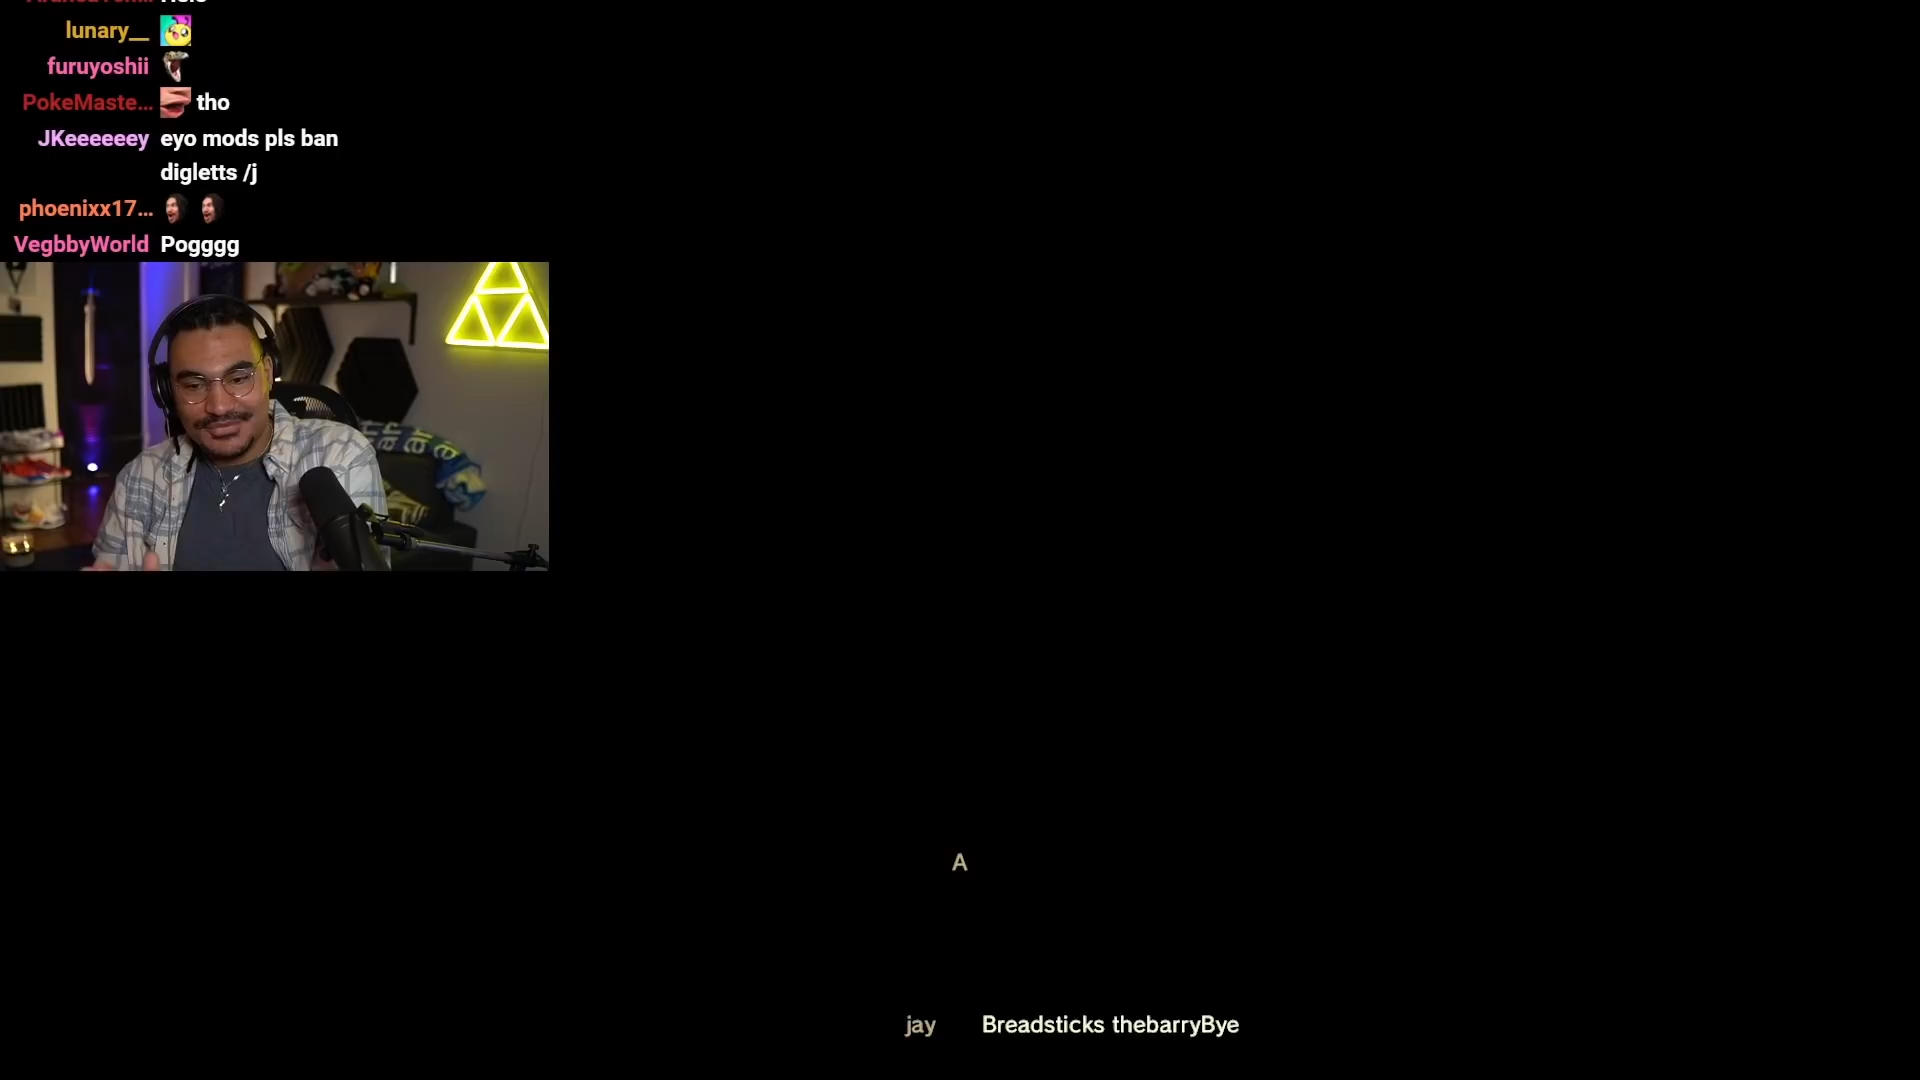 lunary__
furuyoshii
PokeMaste... tho
JKeeeeeey eyo mods pls ban
digletts /j
phoenixx17...
VegbbyWorld Pogggg
A
jay Breadsticks thebarryBye